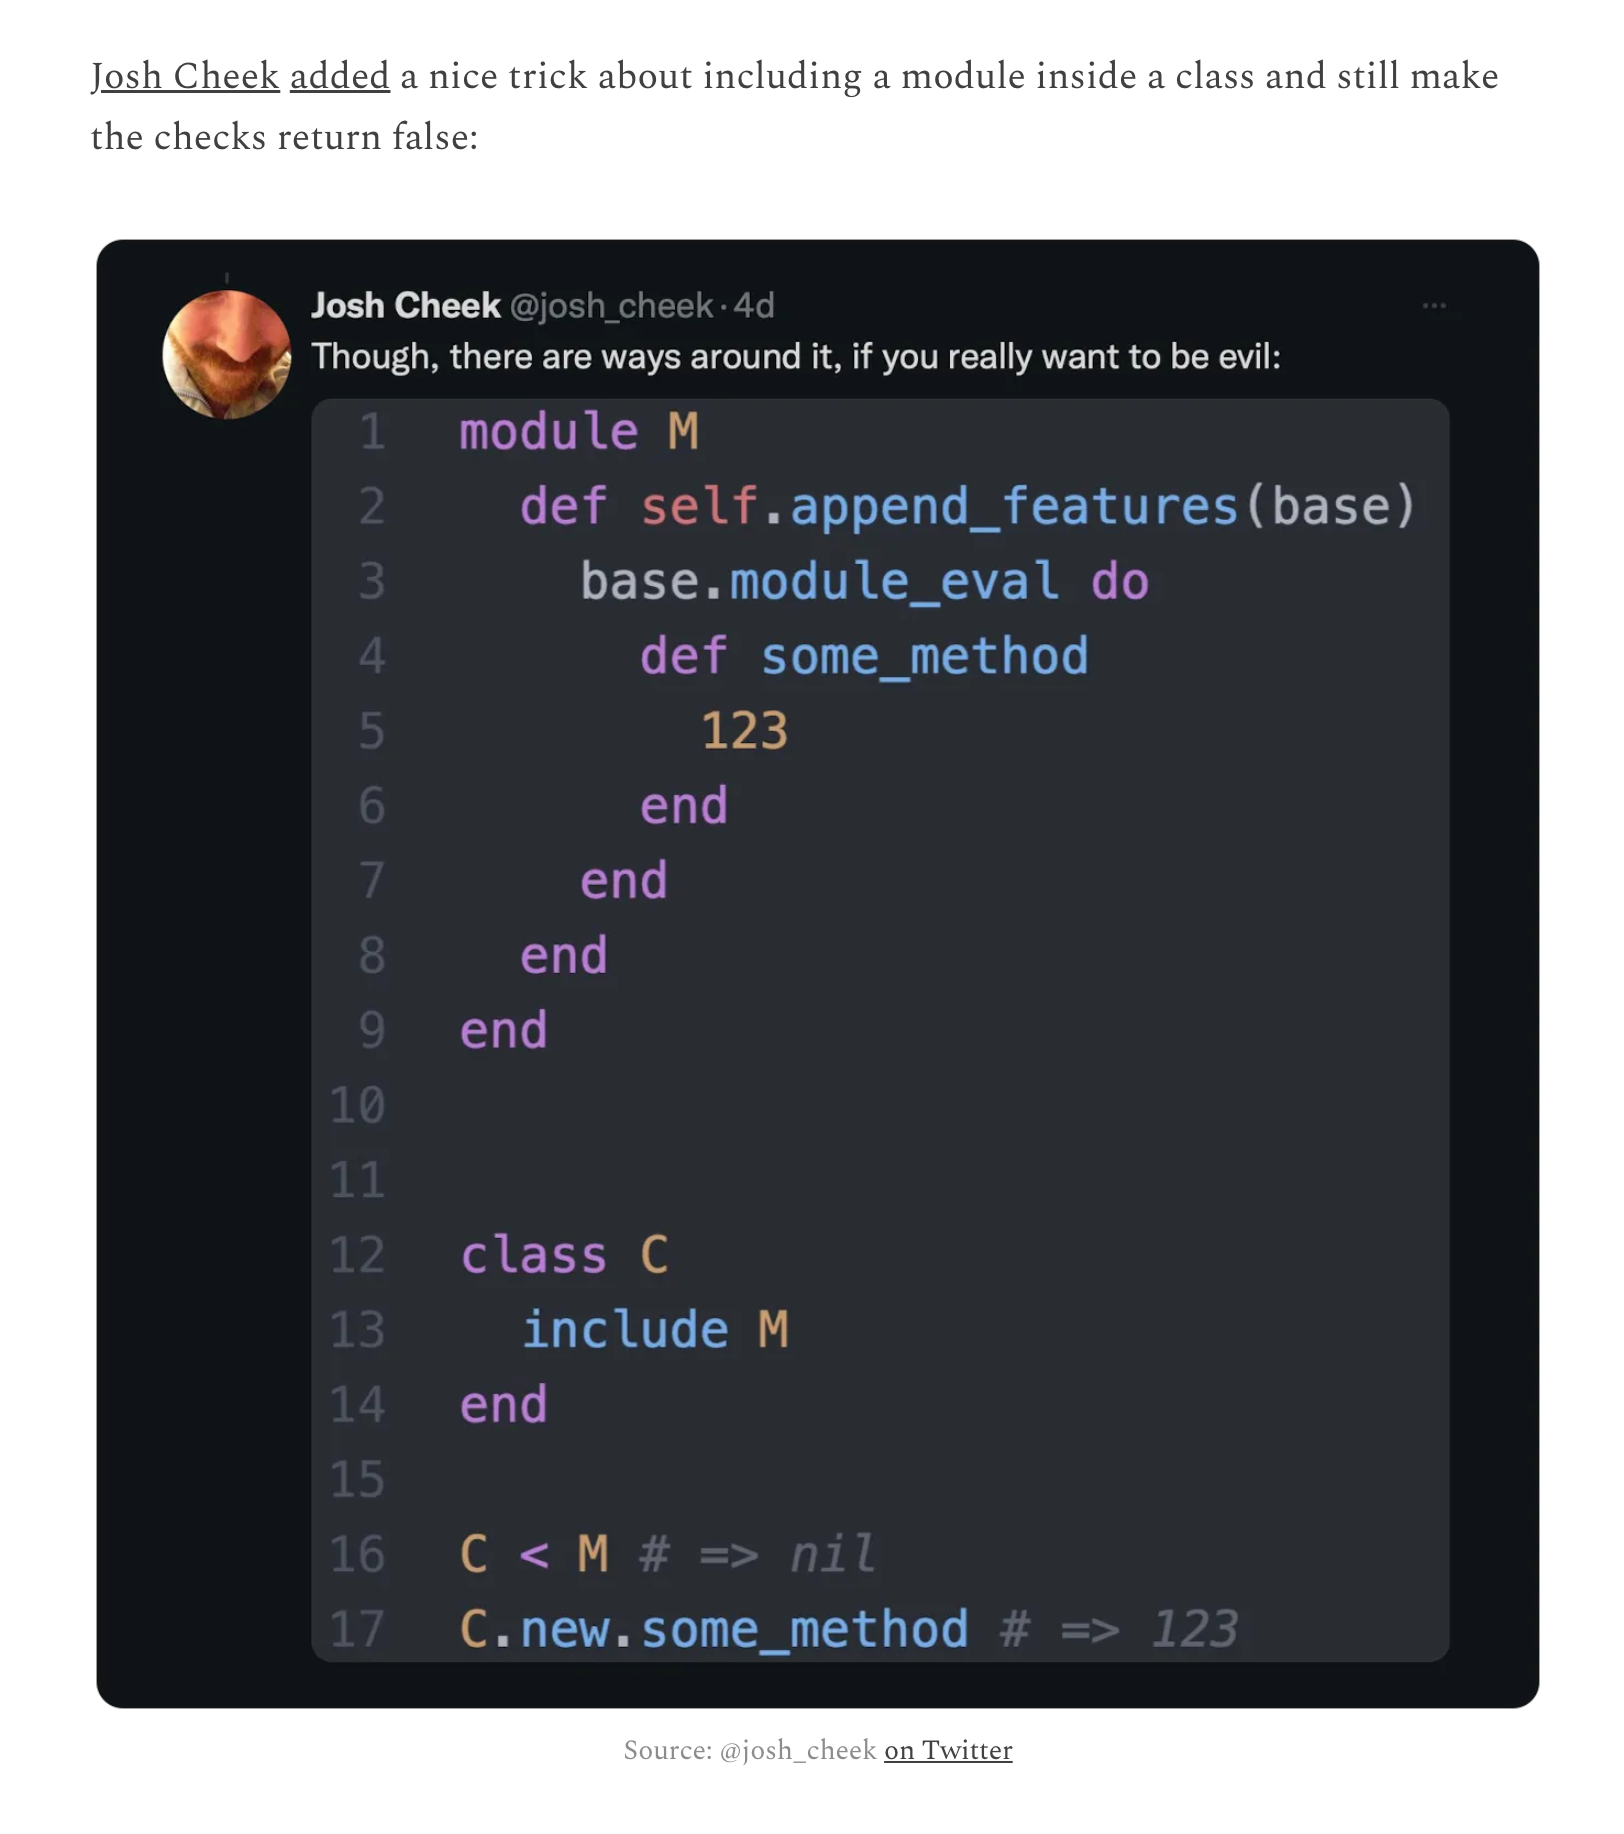 Josh Cheek added a nice trick about including a module inside a class and still make
the checks return false:
Josh Cheek @josh_cheek · 4d
Though, there are ways around it, if you really want to be evil:
1 module M
2   def self.append_features(base)
3     base.module_eval do
4       def some_method
5         123
6       end
7     end
8   end
9 end
10
11
12 class C
13   include M
14 end
15
16 C < M # => nil
17 C.new.some_method # => 123
Source: @josh_cheek on Twitter